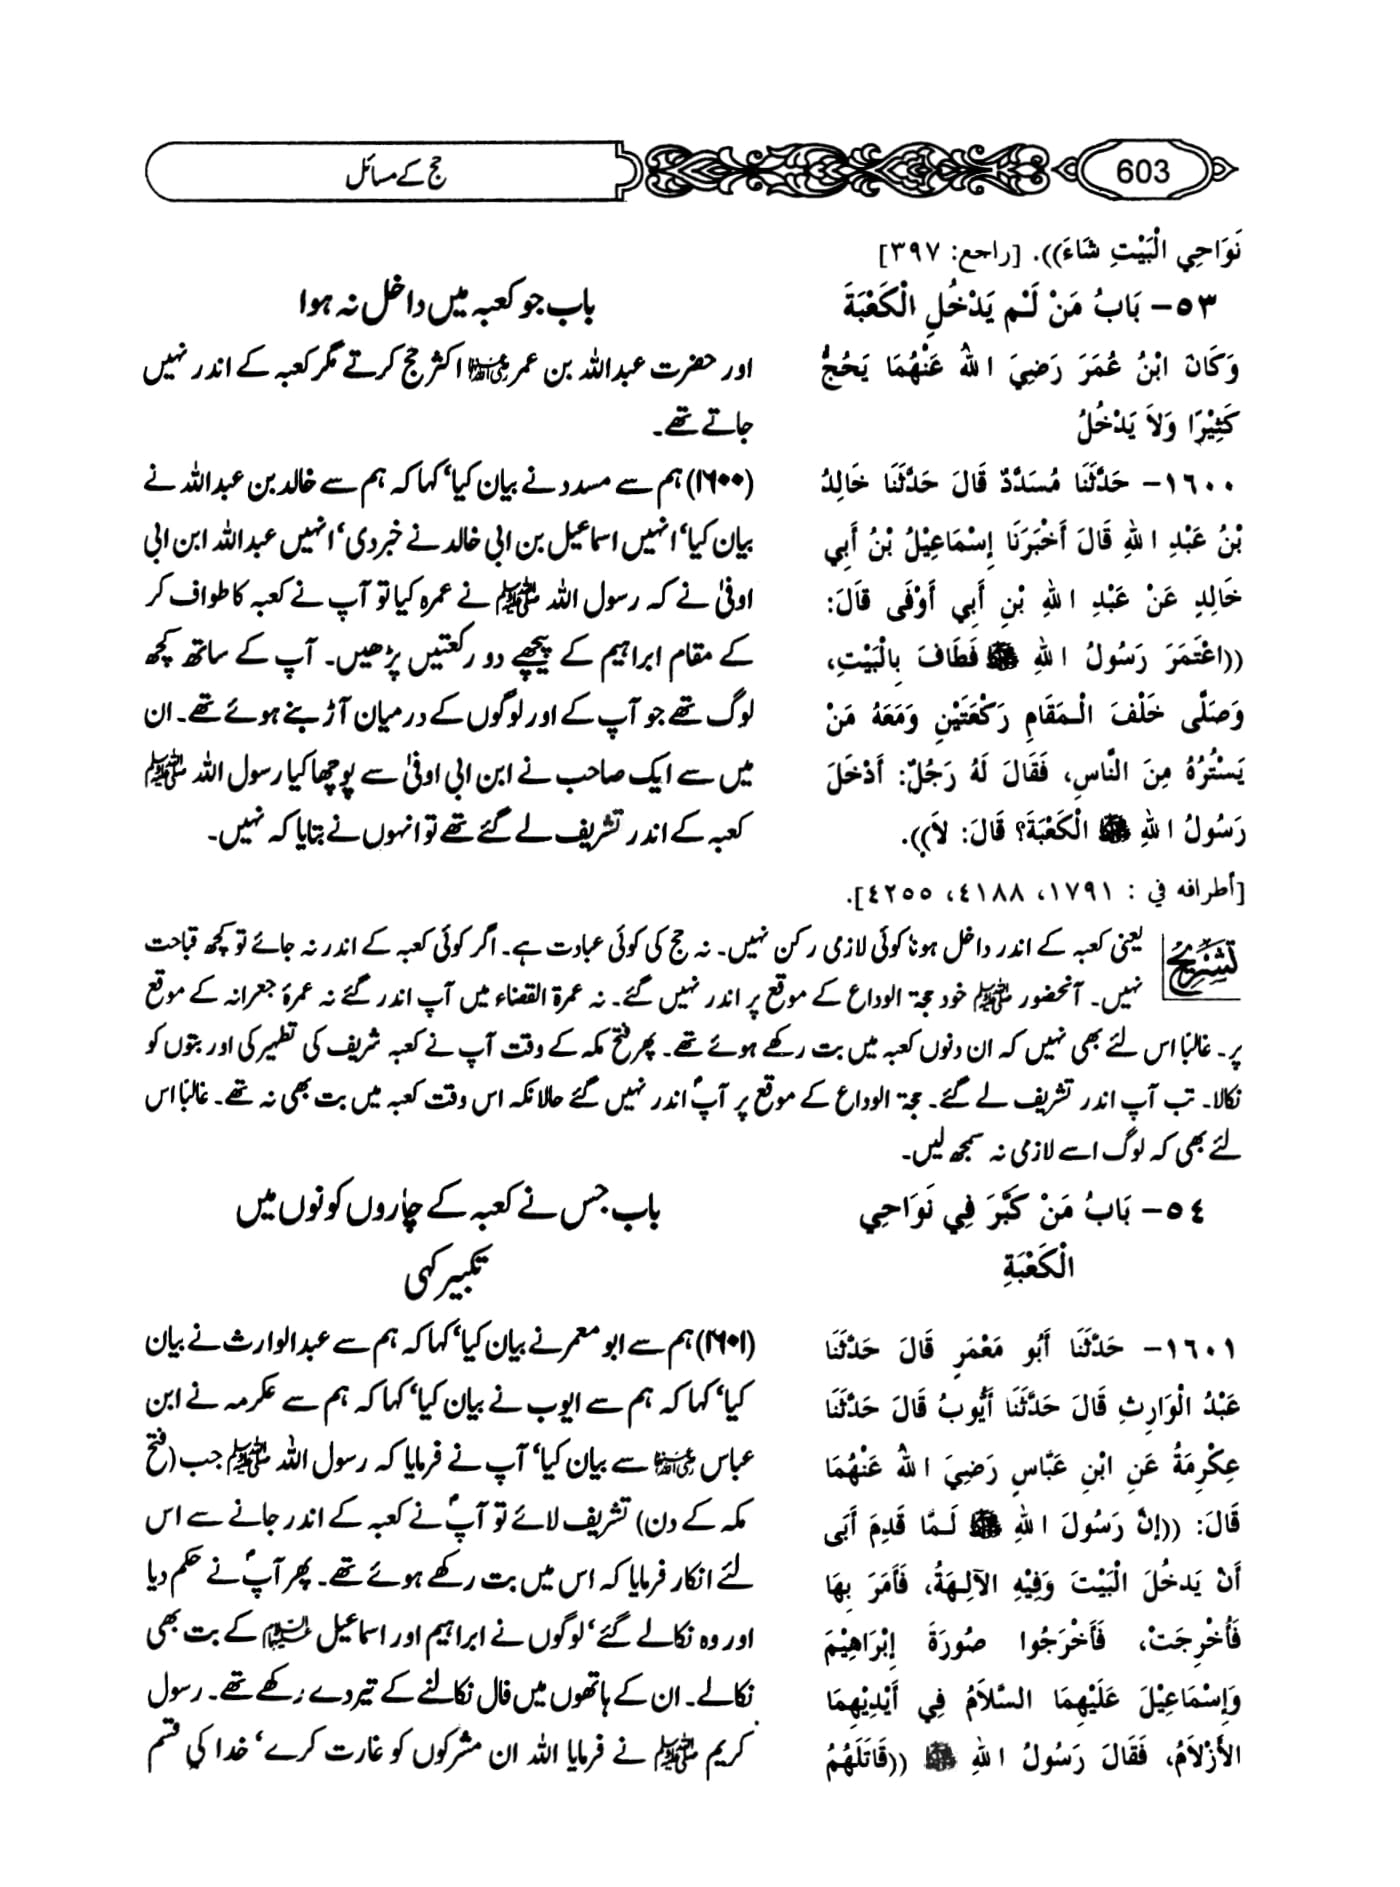 603
حج کے مسائل
نَوَاحِي الْبَيْتِ شَاءَ)). [راجع: ٣٩٧]
٥٣- بَابُ مَنْ لَمْ يَدْخُلِ الْكَعْبَةَ
وَكَانَ ابْنُ عُمَرَ رَضِيَ اللهُ عَنْهُمَا يَحُجُّ
كَثِيْرًا وَلاَ يَدْخُلُ
١٦٠٠- حَدَّثَنَا مُسَدَّدٌ قَالَ حَدَّثَنَا خَالِدُ
بْنُ عَبْدِ اللهِ قَالَ أَخْبَرَنَا إِسْمَاعِيْلُ بْنُ أَبِي
خَالِدٍ عَنْ عَبْدِ اللهِ بْنِ أَبِي أَوْفَى قَالَ:
((اعْتَمَرَ رَسُولُ اللهِ ﷺ فَطَافَ بِالْبَيْتِ،
وَصَلَّى خَلْفَ الْمَقَامِ رَكْعَتَيْنِ وَمَعَهُ مَنْ
يَسْتُرُهُ مِنَ النَّاسِ، فَقَالَ لَهُ رَجُلٌ: أَدَخَلَ
رَسُولُ اللهِ ﷺ الْكَعْبَةَ؟ قَالَ: لاَ)).
[أطرافه في : ١٧٩١، ٤١٨٨، ٤٢٥٥].
باب جو کعبہ میں داخل نہ ہوا
اور حضرت عبداللہ بن عمر رضی اللہ عنہما اکثر حج کرتے مگر کعبہ کے اندر نہیں
جاتے تھے۔
(۱۶۰۰) ہم سے مسدد نے بیان کیا‘ کہا کہ ہم سے خالد بن عبداللہ نے
بیان کیا‘ انہیں اسماعیل بن ابی خالد نے خبر دی‘ انہیں عبداللہ ابن ابی
اوفیٰ نے کہ رسول اللہ ﷺ نے عمرہ کیا تو آپ نے کعبہ کا طواف کر
کے مقام ابراہیم کے پیچھے دو رکعتیں پڑھیں۔ آپ کے ساتھ کچھ
لوگ تھے جو آپ کے اور لوگوں کے درمیان آڑ بنے ہوئے تھے۔ ان
میں سے ایک صاحب نے ابن ابی اوفیٰ سے پوچھا کیا رسول اللہ ﷺ
کعبہ کے اندر تشریف لے گئے تھے تو انہوں نے بتایا کہ نہیں۔
تشریح
یعنی کعبہ کے اندر داخل ہونا کوئی لازی رکن نہیں۔ نہ حج کی کوئی عبادت ہے۔ اگر کوئی کعبہ کے اندر نہ جائے تو کچھ قباحت
نہیں۔ آنحضور ﷺ خود حجۃ الوداع کے موقع پر اندر نہیں گئے۔ نہ عمرۃ القضاء میں آپ اندر گئے نہ عمرۂ جعرانہ کے موقع
پر۔ غالبًا اس لئے بھی نہیں کہ ان دنوں کعبہ میں بت رکھے ہوئے تھے۔ پھر فتح مکہ کے وقت آپ نے کعبہ شریف کی تطہیر کی اور بتوں کو
نکالا۔ تب آپ اندر تشریف لے گئے۔ حجۃ الوداع کے موقع پر آپؐ اندر نہیں گئے حالانکہ اس وقت کعبہ میں بت بھی نہ تھے۔ غالبًا اس
لئے بھی کہ لوگ اسے لازمی نہ سمجھ لیں۔
٥٤- بَابُ مَنْ كَبَّرَ فِي نَوَاحِي
الْكَعْبَةِ
١٦٠١- حَدَّثَنَا أَبُو مَعْمَرٍ قَالَ حَدَّثَنَا
عَبْدُ الْوَارِثِ قَالَ حَدَّثَنَا أَيُّوبُ قَالَ حَدَّثَنَا
عِكْرِمَةُ عَنِ ابْنِ عَبَّاسٍ رَضِيَ اللهُ عَنْهُمَا
قَالَ: ((إِنَّ رَسُولَ اللهِ ﷺ لَمَّا قَدِمَ أَبَى
أَنْ يَدخُلَ الْبَيْتَ وَفِيْهِ الآلِهَةُ، فَأَمَرَ بِهَا
فَأُخْرِجَتْ، فَأَخْرَجُوا صُورَةَ إِبْرَاهِيْمَ
وَإِسْمَاعِيْلَ عَلَيْهِمَا السَّلاَمُ فِي أَيْدِيْهِمَا
الأَزْلاَمُ، فَقَالَ رَسُولُ اللهِ ﷺ ((قَاتَلَهُمُ
باب جس نے کعبہ کے چاروں کونوں میں
تکبیر کہی
(۱۶۰۱) ہم سے ابو معمر نے بیان کیا‘ کہا کہ ہم سے عبدالوارث نے بیان
کیا‘ کہا کہ ہم سے ایوب نے بیان کیا‘ کہا کہ ہم سے عکرمہ نے ابن
عباس رضی اللہ عنہما سے بیان کیا‘ آپ نے فرمایا کہ رسول اللہ ﷺ جب (فتح
مکہ کے دن) تشریف لائے تو آپؐ نے کعبہ کے اندر جانے سے اس
لئے انکار فرمایا کہ اس میں بت رکھے ہوئے تھے۔ پھر آپؐ نے حکم دیا
اور وہ نکالے گئے‘ لوگوں نے ابراہیم اور اسماعیل علیہما السلام کے بت بھی
نکالے۔ ان کے ہاتھوں میں فال نکالنے کے تیر دے رکھے تھے۔ رسول
کریم ﷺ نے فرمایا اللہ ان مشرکوں کو غارت کرے‘ خدا کی قسم